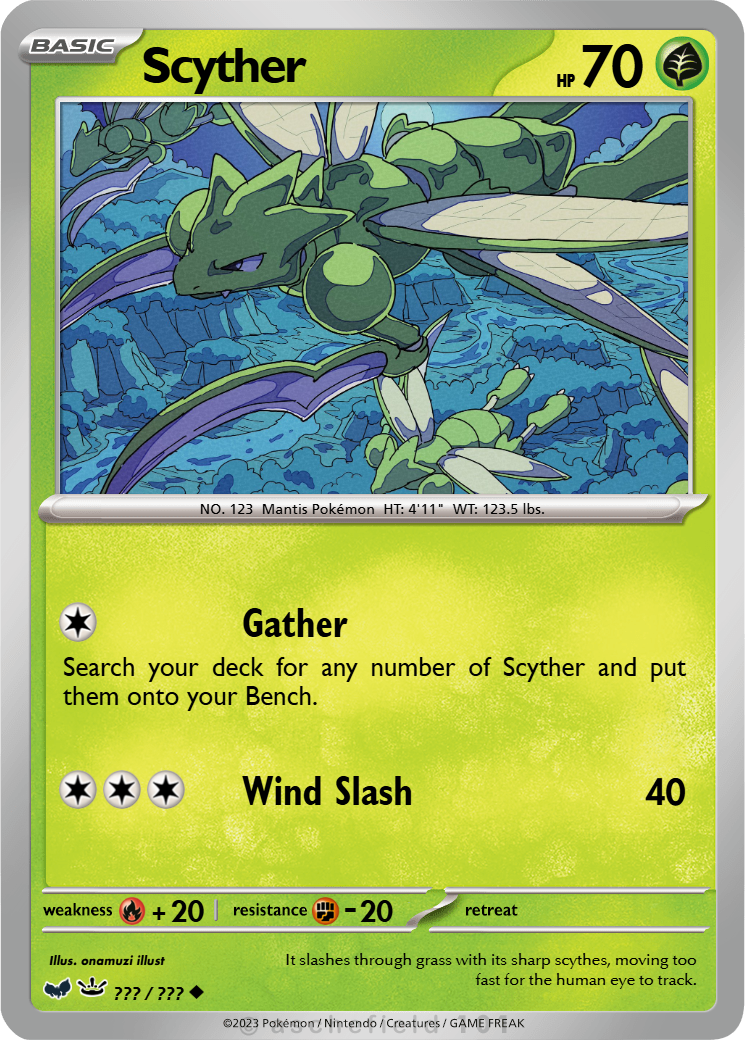 BASIC
Scyther
HP 70
NO. 123 Mantis Pokémon HT: 4'11" WT: 123.5 lbs.
Gather
Search your deck for any number of Scyther and put
them onto your Bench.
Wind Slash 40
weakness +20 resistance -20 retreat
Illus. onamuzi illust
It slashes through grass with its sharp scythes, moving too
fast for the human eye to track.
??? / ???
©2023 Pokémon / Nintendo / Creatures / GAME FREAK